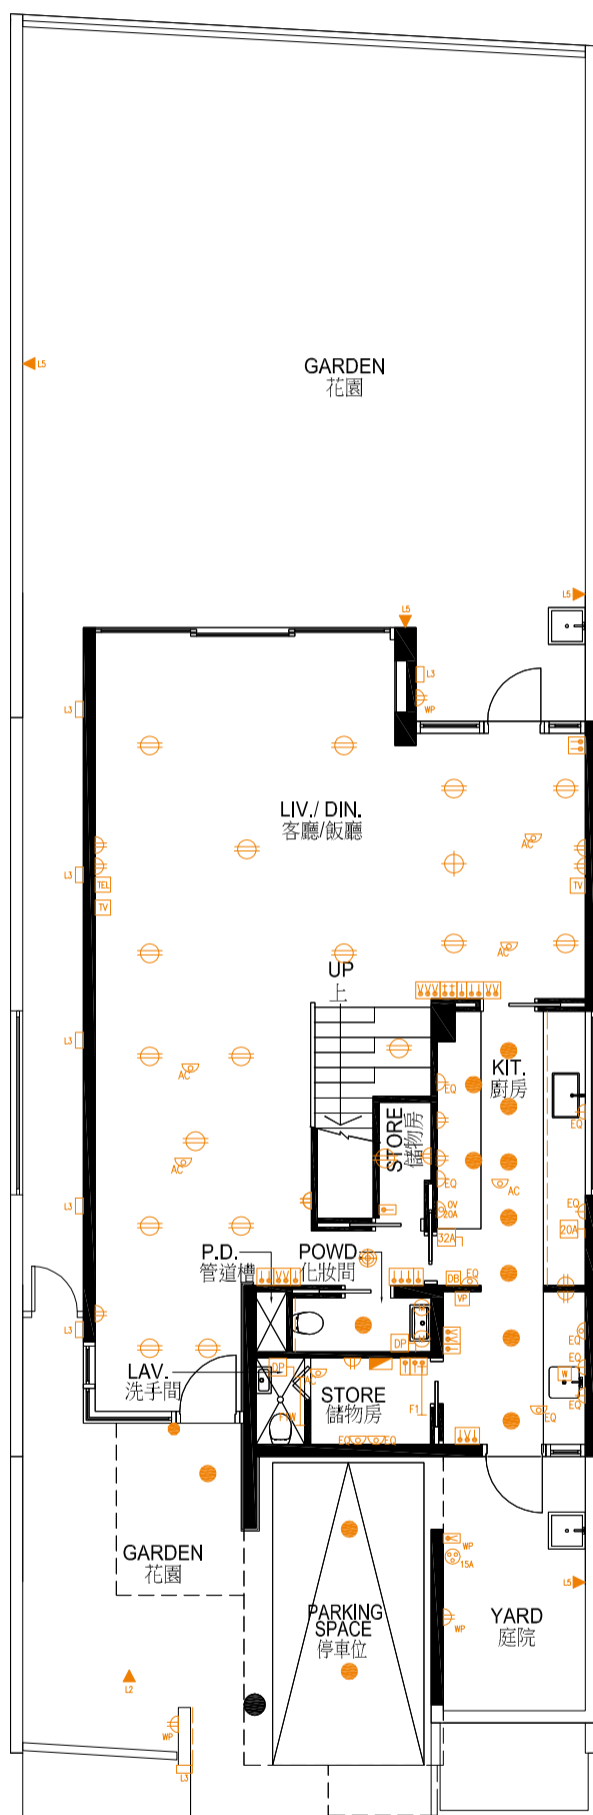 L5
GARDEN
花園
L5
L5
L3
WP
L3
LIV./ DIN.
客廳/飯廳
AC
L3
TEL
TV
TV
AC
UP
上
KIT.
廚房
L3
AC
EQ
EQ
STORE
儲物房
AC
EQ
AC
L3
20A
EQ
20A
32A
P.D.
管道槽
POWD.
化妝間
DB
VP
L3
DP
EQ
LAV.
洗手間
DP
STORE
儲物房
EQ
W
EQ
F1
EQ
EQ
EQ
GARDEN
花園
WP
15A
L5
PARKING
SPACE
停車位
YARD
庭院
WP
L2
WP
L3